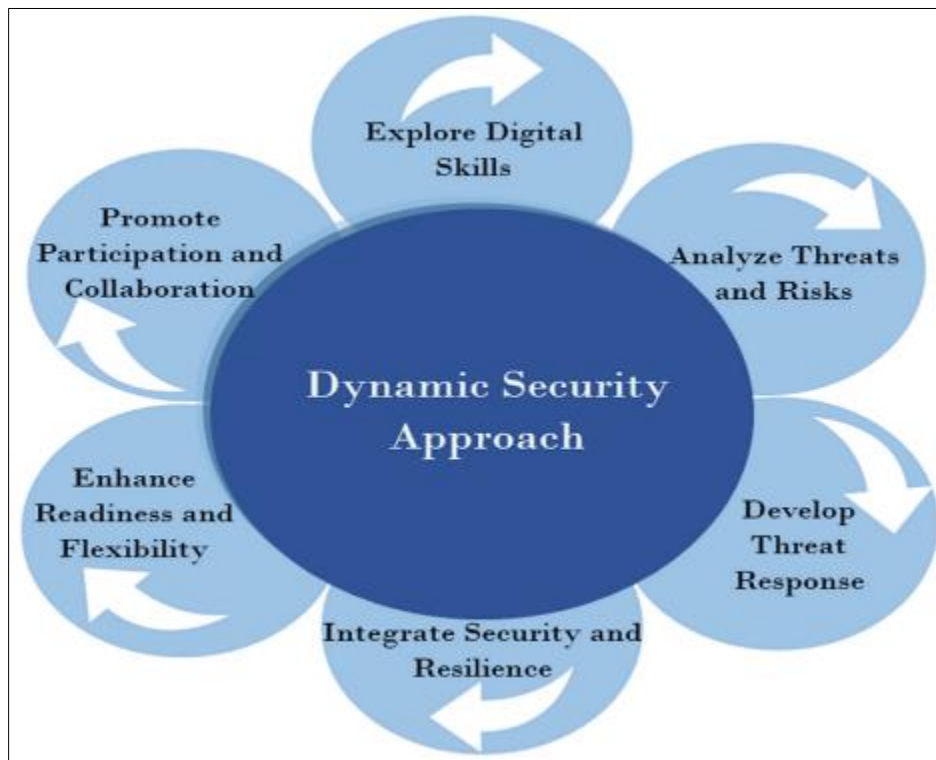 Explore Digital
Skills
Analyze Threats
and Risks
Develop
Threat
Response
Integrate Security and
Resilience
Enhance
Readiness and
Flexibility
Promote
Participation and
Collaboration
Dynamic Security
Approach